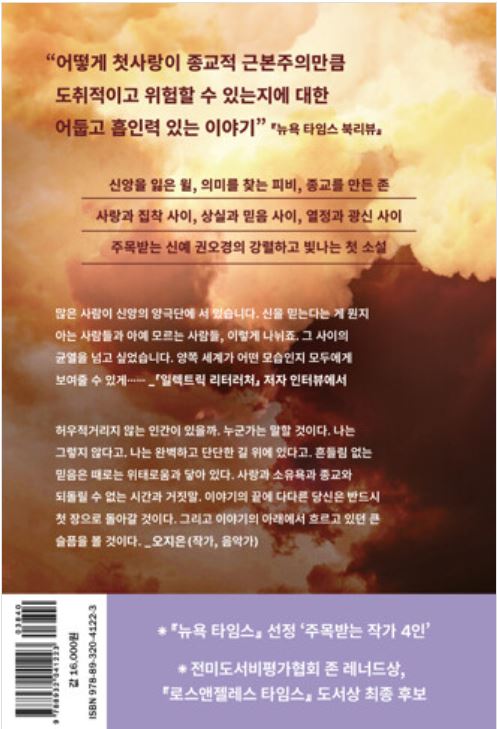 “어떻게 첫사랑이 종교적 근본주의만큼
도취적이고 위험할 수 있는지에 대한
어둡고 흡인력 있는 이야기” 『뉴욕 타임스 북리뷰』
신앙을 잃은 윌, 의미를 찾는 피비, 종교를 만든 존
사랑과 집착 사이, 상실과 믿음 사이, 열정과 광신 사이
주목받는 신예 권오경의 강렬하고 빛나는 첫 소설
많은 사람이 신앙의 양극단에 서 있습니다. 신을 믿는다는 게 뭔지
아는 사람들과 아예 모르는 사람들, 이렇게 나뉘죠. 그 사이의
균열을 넘고 싶었습니다. 양쪽 세계가 어떤 모습인지 모두에게
보여줄 수 있게…… _『일렉트릭 리터러처』 저자 인터뷰에서
허우적거리지 않는 인간이 있을까. 누군가는 말할 것이다. 나는
그렇지 않다고. 나는 완벽하고 단단한 길 위에 있다고. 흔들림 없는
믿음은 때로는 위태로움과 닿아 있다. 사랑과 소유욕과 종교와
되돌릴 수 없는 시간과 거짓말. 이야기의 끝에 다다른 당신은 반드시
첫 장으로 돌아갈 것이다. 그리고 이야기의 아래에서 흐르고 있던 큰
슬픔을 볼 것이다. _오지은(작가, 음악가)
03840
9 788932 041223
값 16,000원
ISBN 978-89-320-4122-3
* 『뉴욕 타임스』 선정 ‘주목받는 작가 4인’
* 전미도서비평가협회 존 레너드상,
『로스앤젤레스 타임스』 도서상 최종 후보